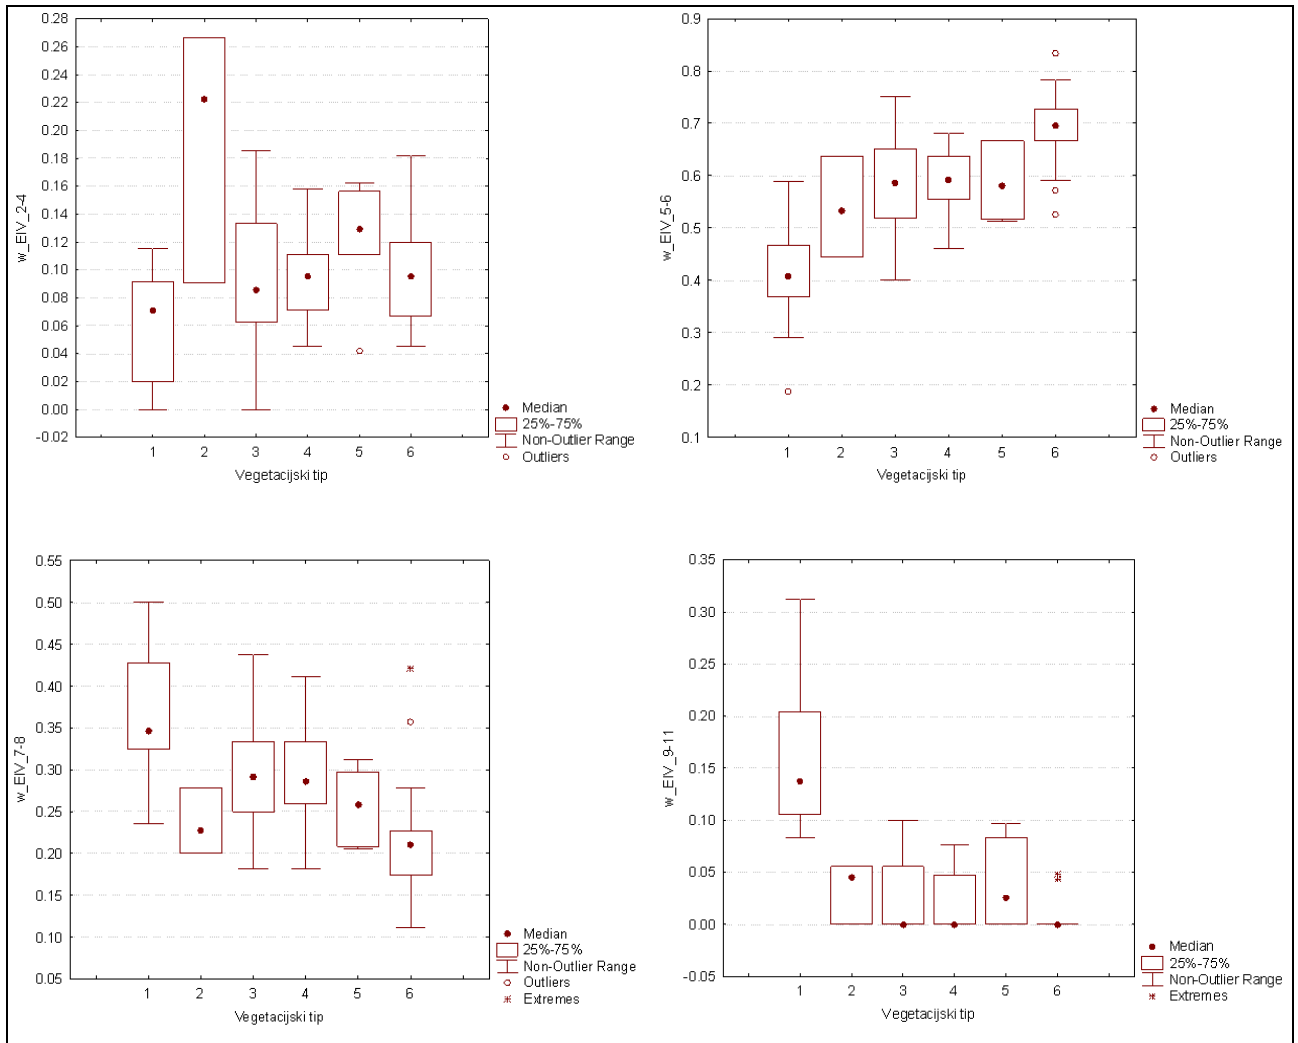 0.28
0.26
0.24
0.22
0.20
0.18
0.16
0.14
0.12
0.10
0.08
0.06
0.04
0.02
0.00
-0.02
w_EIV_2-4
1 2 3 4 5 6
Vegetacijski tip
Median
25%-75%
Non-Outlier Range
Outliers
0.9
0.8
0.7
0.6
0.5
0.4
0.3
0.2
0.1
w_EIV_5-6
1 2 3 4 5 6
Vegetacijski tip
Median
25%-75%
Non-Outlier Range
Outliers
0.55
0.50
0.45
0.40
0.35
0.30
0.25
0.20
0.15
0.10
0.05
w_EIV_7-8
1 2 3 4 5 6
Vegetacijski tip
Median
25%-75%
Non-Outlier Range
Outliers
Extremes
0.35
0.30
0.25
0.20
0.15
0.10
0.05
0.00
-0.05
w_EIV_9-11
1 2 3 4 5 6
Vegetacijski tip
Median
25%-75%
Non-Outlier Range
Extremes